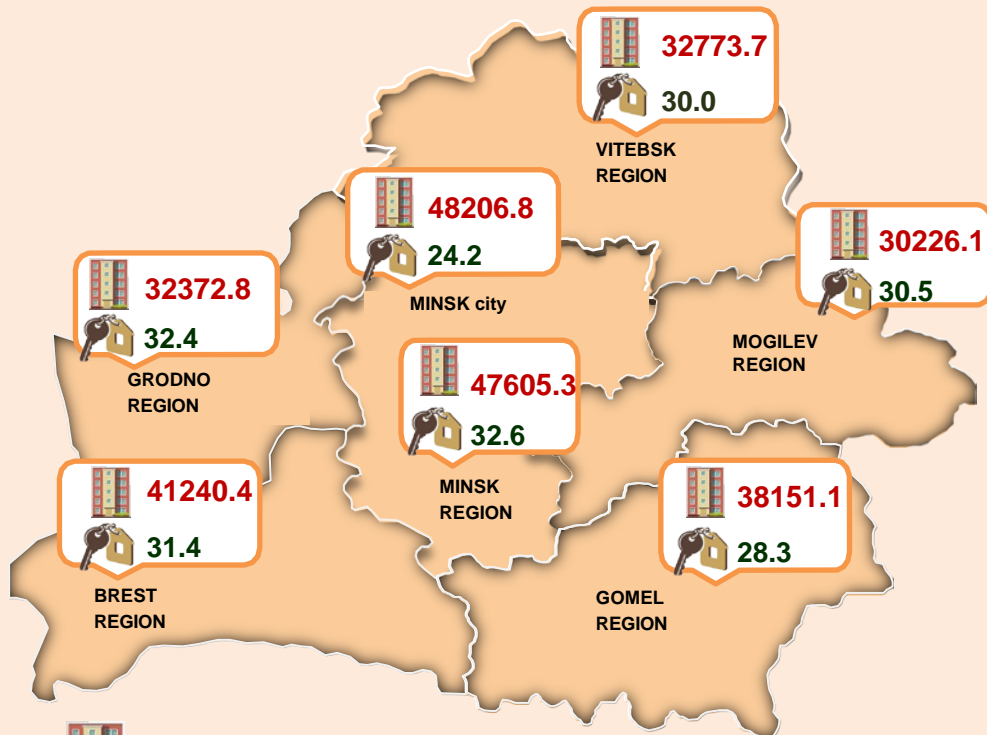 32773.7
30.0
VITEBSK
REGION
48206.8
24.2
MINSK city
30226.1
30.5
MOGILEV
REGION
32372.8
32.4
GRODNO
REGION
47605.3
32.6
MINSK
REGION
41240.4
31.4
BREST
REGION
38151.1
28.3
GOMEL
REGION